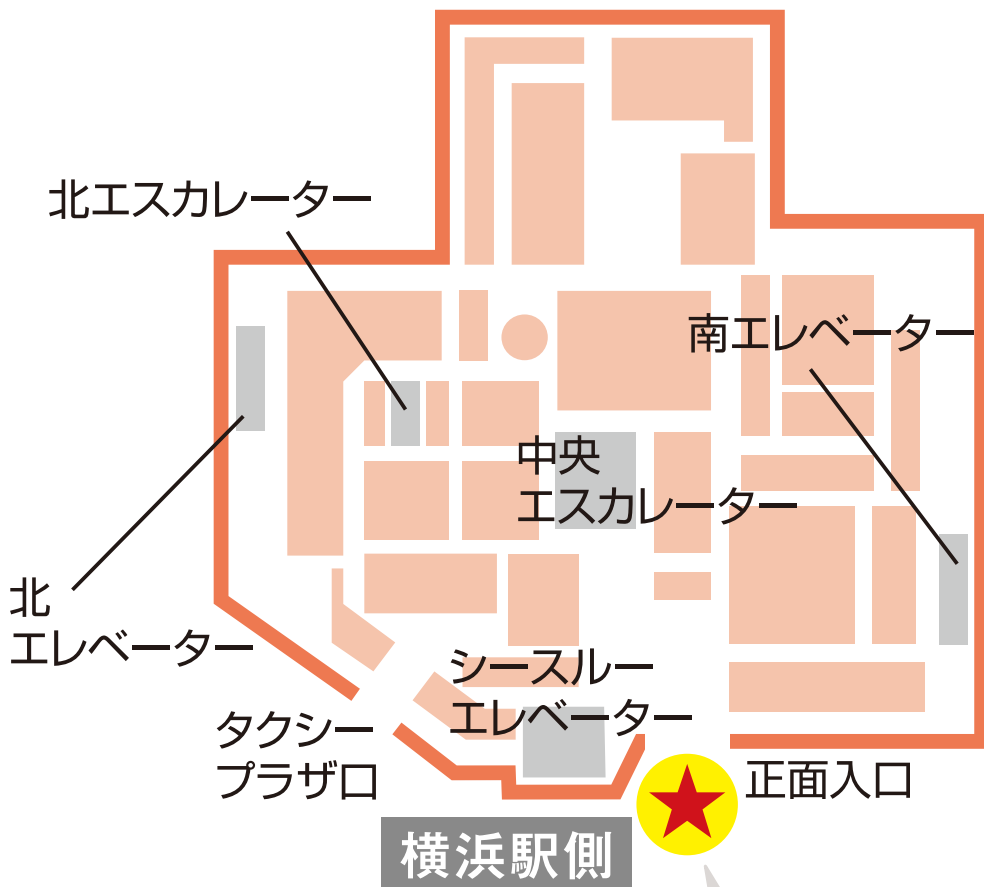 北エスカレーター
南エレベーター
中央
エスカレーター
北
エレベーター
シースルー
エレベーター
タクシー
プラザ口
正面入口
横浜駅側